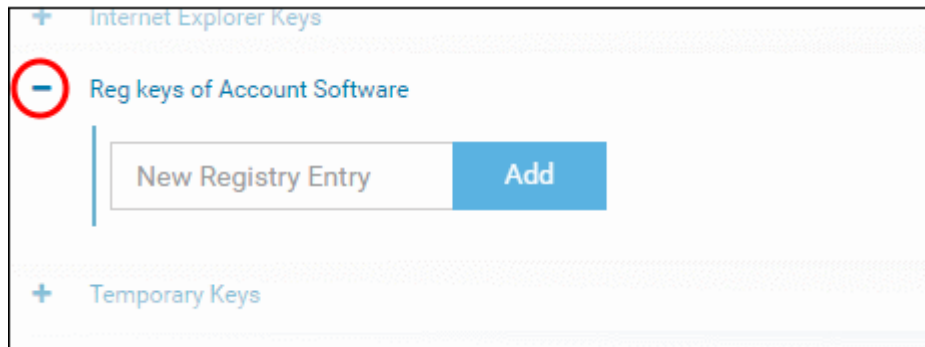 Internet Explorer Keys
Reg keys of Account Software
New Registry Entry Add
Temporary Keys